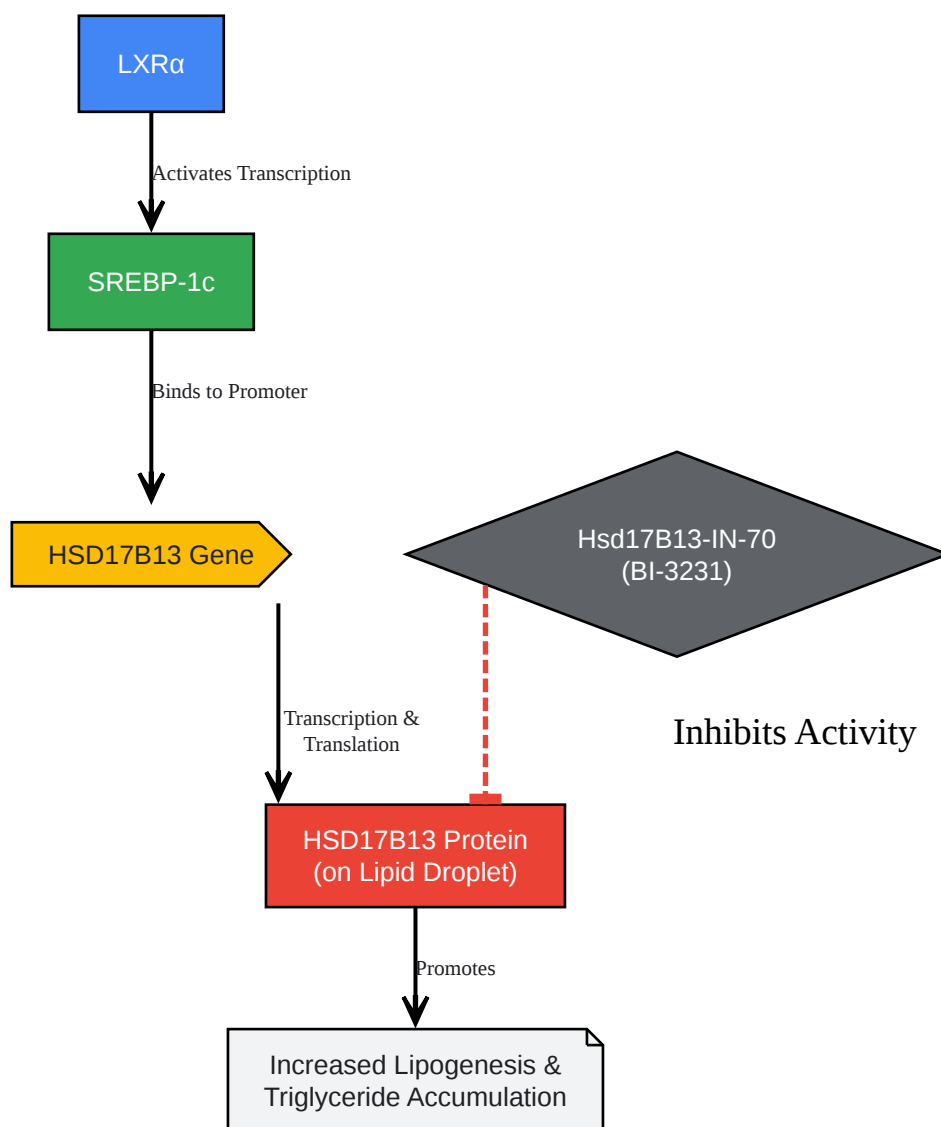 LXRα
Activates Transcription
SREBP-1c
Binds to Promoter
HSD17B13 Gene
Hsd17B13-IN-70
(BI-3231)
Transcription &
Translation
Inhibits Activity
HSD17B13 Protein
(on Lipid Droplet)
Promotes
Increased Lipogenesis &
Triglyceride Accumulation